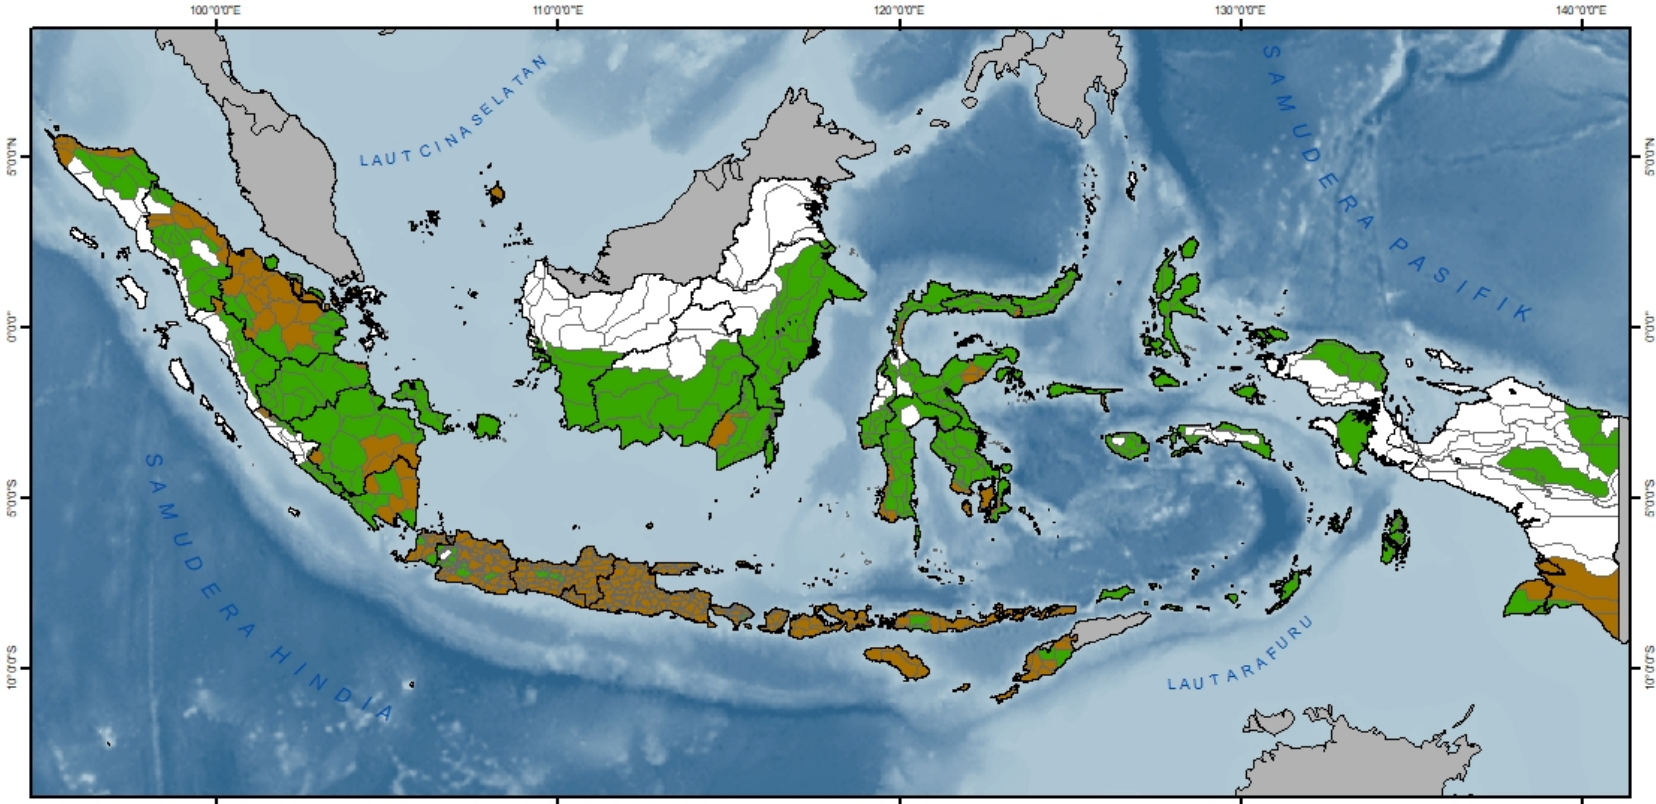 100°0'0"E
110°0'0"E
120°0'0"E
130°0'0"E
140°0'0"E
5°0'0"N
0°0'0"
5°0'0"S
10°0'0"S
LAUT CINA SELATAN
SAMUDERA PASIFIK
SAMUDERA HINDIA
LAUT ARAFURU
5°0'0"N
0°0'0"
5°0'0"S
10°0'0"S